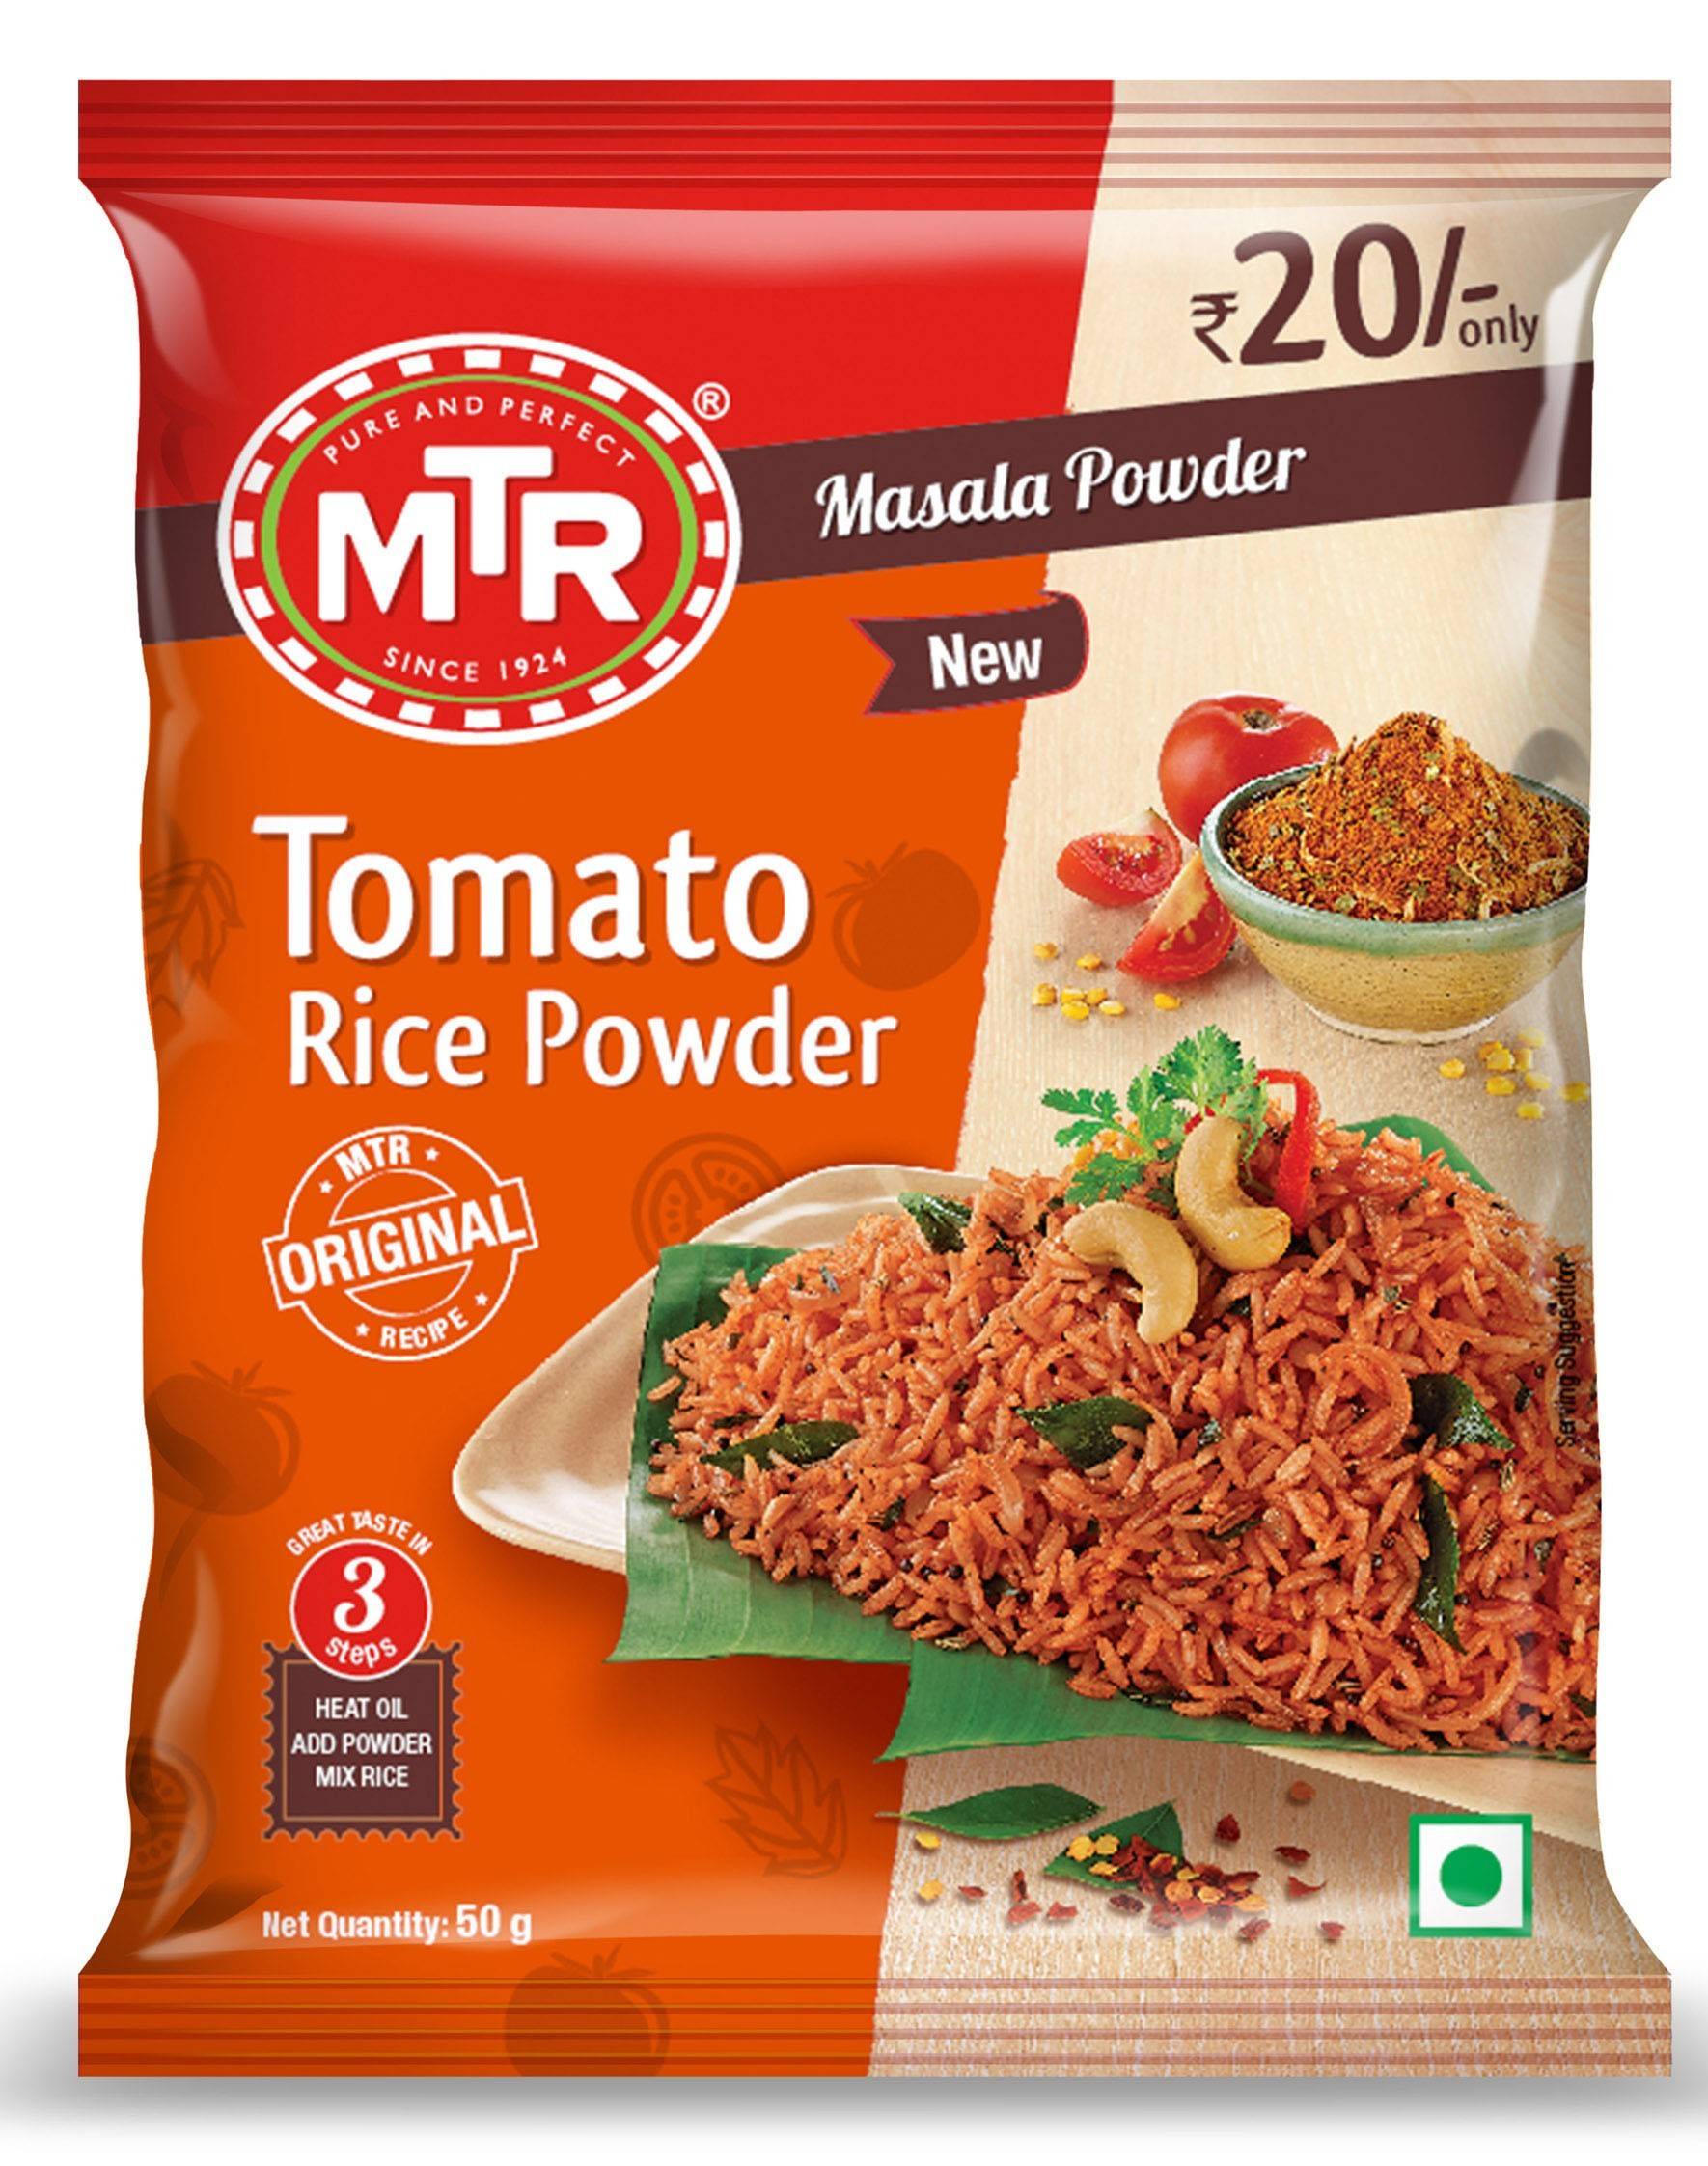 ₹20/-only
PURE AND PERFECT
MTR
SINCE 1924
®
Masala Powder
New
Tomato
Rice Powder
MTR
ORIGINAL
RECIPE
Serving Suggestion
GREAT TASTE IN
3
steps
HEAT OIL
ADD POWDER
MIX RICE
Net Quantity: 50 g